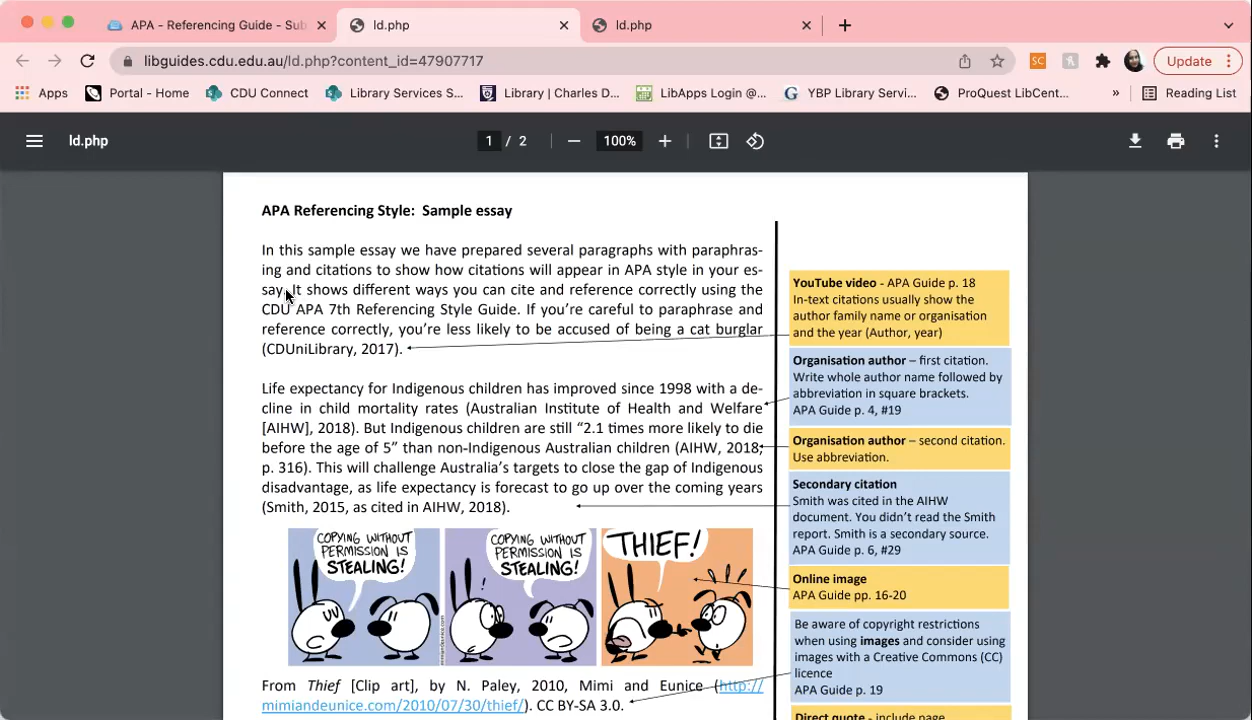 APA - Referencing Guide - Sub
ld.php
ld.php
libguides.cdu.edu.au/ld.php?content_id=47907717
SC
Update
Apps
Portal - Home
CDU Connect
Library Services S...
Library | Charles D...
LibApps Login @...
G
YBP Library Servi...
ProQuest LibCent...
»
Reading List
ld.php
1 / 2
100%
APA Referencing Style: Sample essay
In this sample essay we have prepared several paragraphs with paraphras-
ing and citations to show how citations will appear in APA style in your es-
say. It shows different ways you can cite and reference correctly using the
CDU APA 7th Referencing Style Guide. If you're careful to paraphrase and
reference correctly, you're less likely to be accused of being a cat burglar
(CDUniLibrary, 2017).
Life expectancy for Indigenous children has improved since 1998 with a de-
cline in child mortality rates (Australian Institute of Health and Welfare
[AIHW], 2018). But Indigenous children are still “2.1 times more likely to die
before the age of 5” than non-Indigenous Australian children (AIHW, 2018;
p. 316). This will challenge Australia's targets to close the gap of Indigenous
disadvantage, as life expectancy is forecast to go up over the coming years
(Smith, 2015, as cited in AIHW, 2018).
COPYING WITHOUT
PERMISSION IS
STEALING!
COPYING WITHOUT
PERMISSION IS
STEALING!
THIEF!
!
mimiandeunice.com
From Thief [Clip art], by N. Paley, 2010, Mimi and Eunice (http://
mimiandeunice.com/2010/07/30/thief/). CC BY-SA 3.0.
YouTube video - APA Guide p. 18
In-text citations usually show the
author family name or organisation
and the year (Author, year)
Organisation author – first citation.
Write whole author name followed by
abbreviation in square brackets.
APA Guide p. 4, #19
Organisation author – second citation.
Use abbreviation.
Secondary citation
Smith was cited in the AIHW
document. You didn't read the Smith
report. Smith is a secondary source.
APA Guide p. 6, #29
Online image
APA Guide pp. 16-20
Be aware of copyright restrictions
when using images and consider using
images with a Creative Commons (CC)
licence
APA Guide p. 19
Direct quote - include page